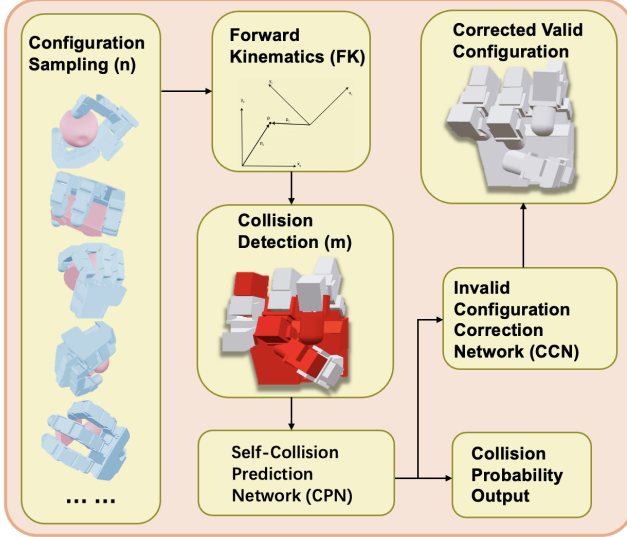 Configuration
Sampling (n)
... ...
Forward
Kinematics (FK)
Collision
Detection (m)
Self-Collision
Prediction
Network (CPN)
Corrected Valid
Configuration
Invalid
Configuration
Correction
Network (CCN)
Collision
Probability
Output